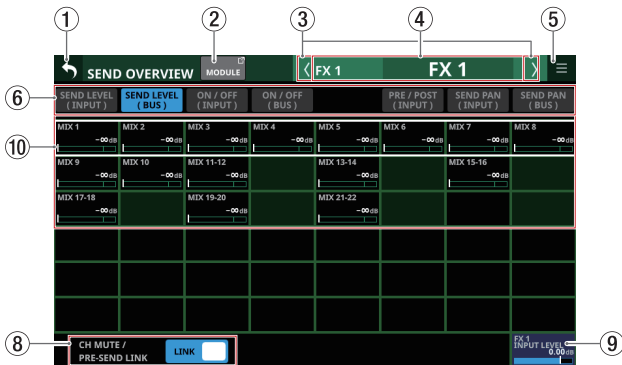 ① ② ③ ④ ⑤
SEND OVERVIEW MODULE < FX 1 FX 1 > ≡
⑥
SEND LEVEL (INPUT) SEND LEVEL (BUS) ON / OFF (INPUT) ON / OFF (BUS) PRE / POST (INPUT) SEND PAN (INPUT) SEND PAN (BUS)
⑩
MIX 1 MIX 2 MIX 3 MIX 4 MIX 5 MIX 6 MIX 7 MIX 8
-∞dB -∞dB -∞dB -∞dB -∞dB -∞dB -∞dB -∞dB
MIX 9 MIX 10 MIX 11-12 MIX 13-14 MIX 15-16
-∞dB -∞dB -∞dB -∞dB -∞dB
MIX 17-18 MIX 19-20 MIX 21-22
-∞dB -∞dB -∞dB
⑧
CH MUTE /
PRE-SEND LINK
LINK
FX 1
INPUT LEVEL
0.00dB
⑨